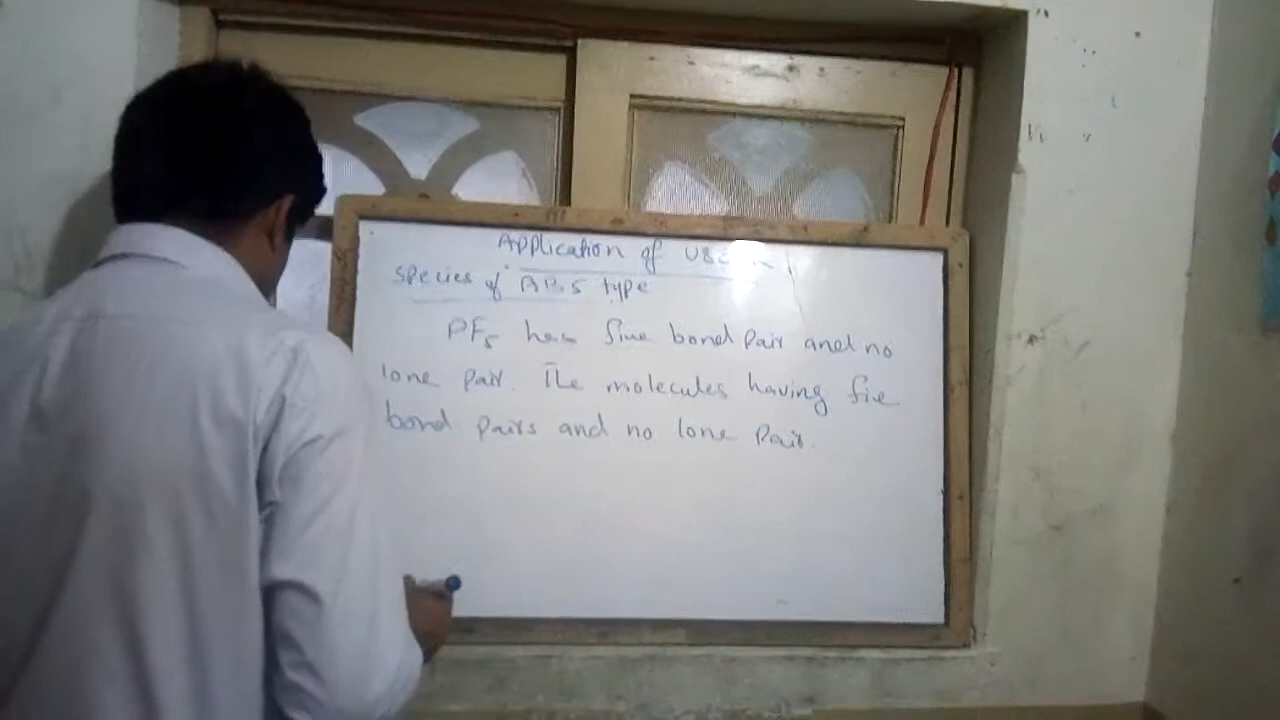 Application of
species of AB5 type
PF5 has five bond pair and no
lone pair. The molecules having five
bond pairs and no lone Pair.